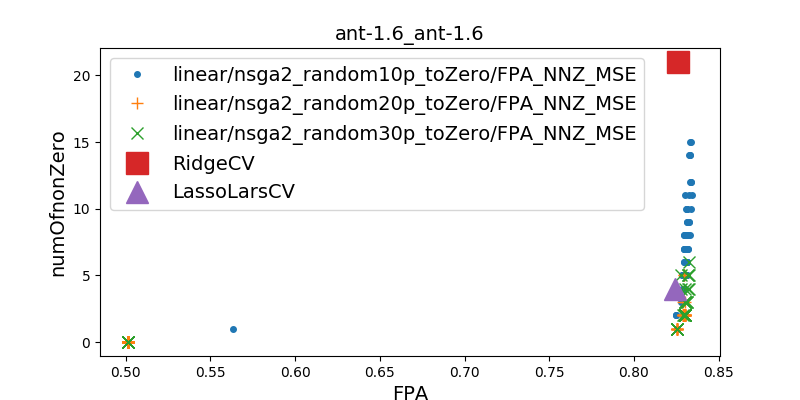 ant-1.6_ant-1.6
numOfnonZero
20
15
10
5
0
linear/nsga2_random10p_toZero/FPA_NNZ_MSE
linear/nsga2_random20p_toZero/FPA_NNZ_MSE
linear/nsga2_random30p_toZero/FPA_NNZ_MSE
RidgeCV
LassoLarsCV
0.50 0.55 0.60 0.65 0.70 0.75 0.80 0.85
FPA